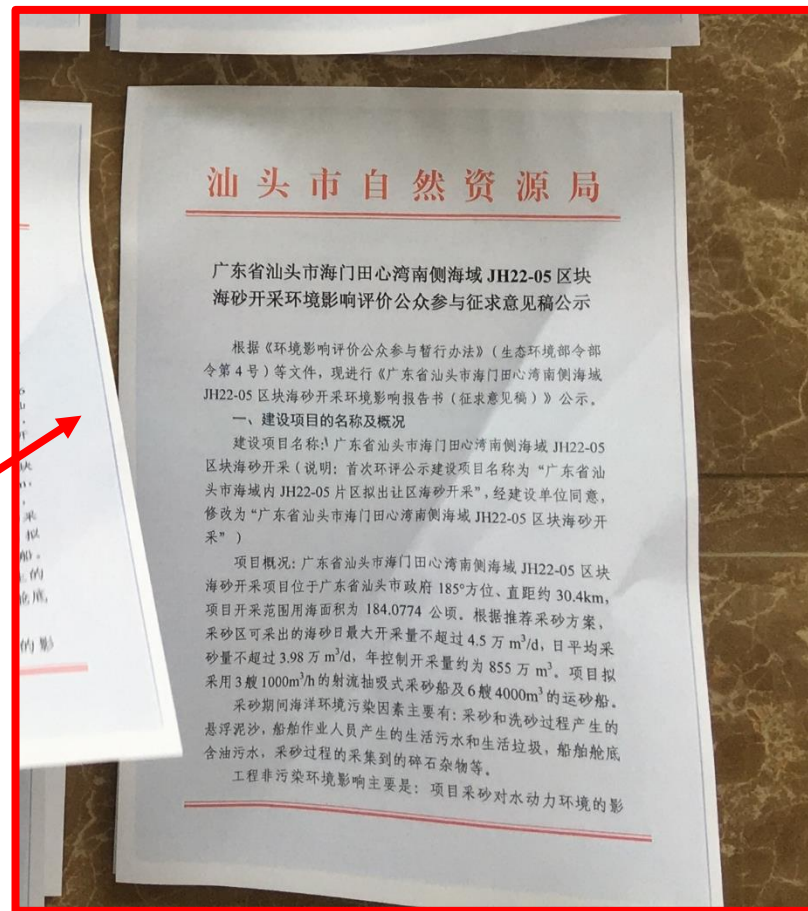 汕头市自然资源局
广东省汕头市海门田心湾南侧海域 JH22-05 区块
海砂开采环境影响评价公众参与征求意见稿公示
根据《环境影响评价公众参与暂行办法》（生态环境部令部
令第 4 号）等文件，现进行《广东省汕头市海门田心湾南侧海域
JH22-05 区块海砂开采环境影响报告书（征求意见稿）》公示。
一、建设项目的名称及概况
建设项目名称:广东省汕头市海门田心湾南侧海域 JH22-05
区块海砂开采（说明：首次环评公示建设项目名称为“广东省汕
头市海域内 JH22-05 片区拟出让区海砂开采”，经建设单位同意，
修改为“广东省汕头市海门田心湾南侧海域 JH22-05 区块海砂开
采”）
项目概况：广东省汕头市海门田心湾南侧海域 JH22-05 区块
海砂开采项目位于广东省汕头市政府 185°方位、直距约 30.4km，
项目开采范围用海面积为 184.0774 公顷。根据推荐采砂方案、
采砂区可采出的海砂日最大开采量不超过 4.5 万 m³/d，日平均采
砂量不超过 3.98 万 m³/d，年控制开采量约为 855 万 m³。项目拟
采用 3 艘 1000m³/h 的射流抽吸式采砂船及 6 艘 4000m³ 的运砂船。
采砂期间海洋环境污染因素主要有：采砂和洗砂过程产生的
悬浮泥沙，船舶作业人员产生的生活污水和生活垃圾，船舶舱底
含油污水，采砂过程的采集到的碎石杂物等。
工程非污染环境影响主要是：项目采砂对水动力环境的影
采
拟
船。
的
舱底,
的影